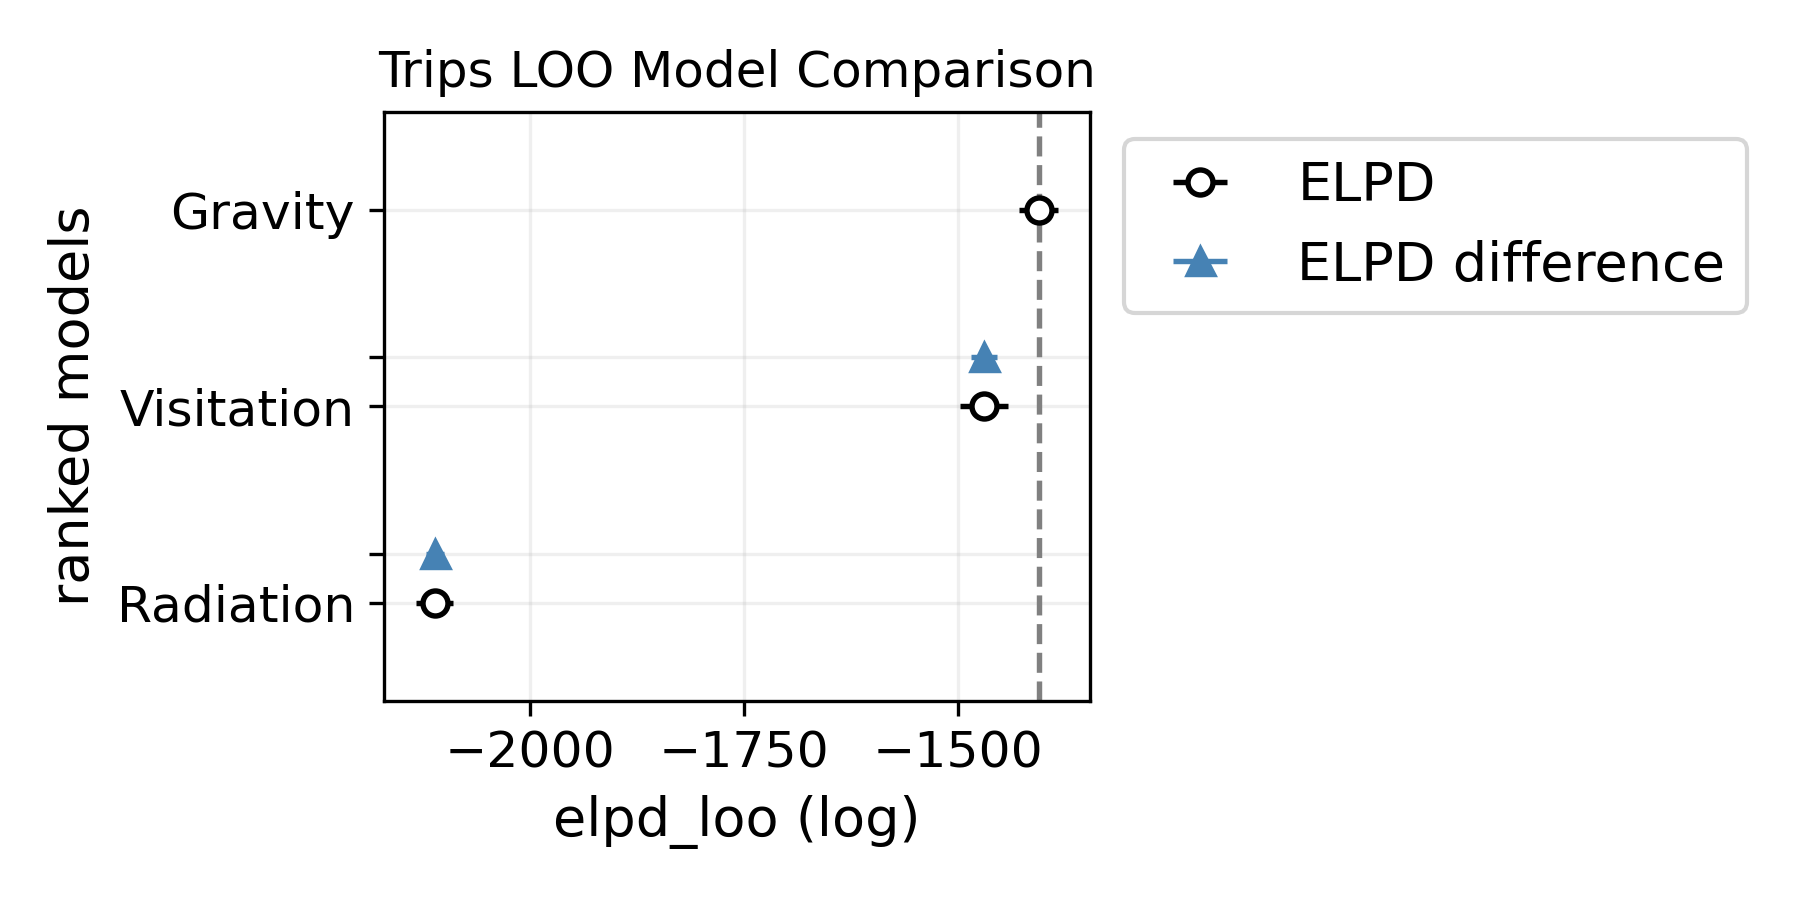 Trips LOO Model Comparison
ranked models
Gravity
Visitation
Radiation
−2000
−1750
−1500
elpd_loo (log)
ELPD
ELPD difference